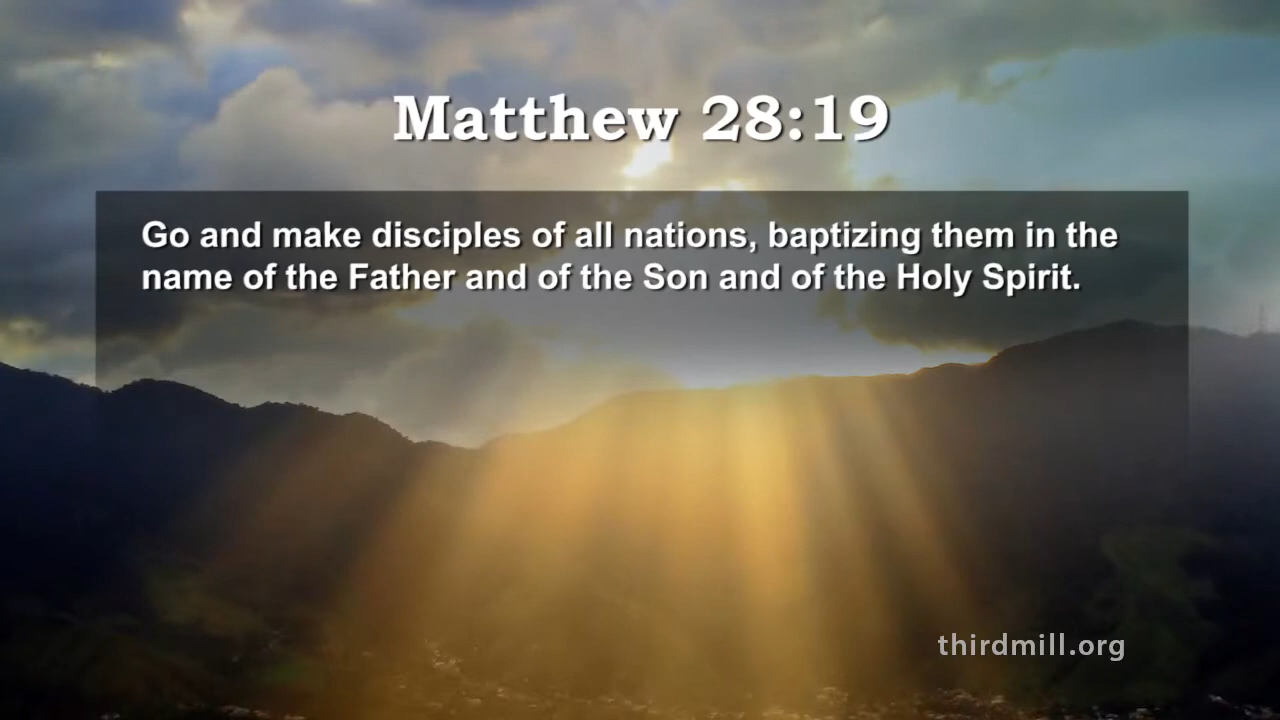 Matthew 28:19
Go and make disciples of all nations, baptizing them in the
name of the Father and of the Son and of the Holy Spirit.
thirdmill.org